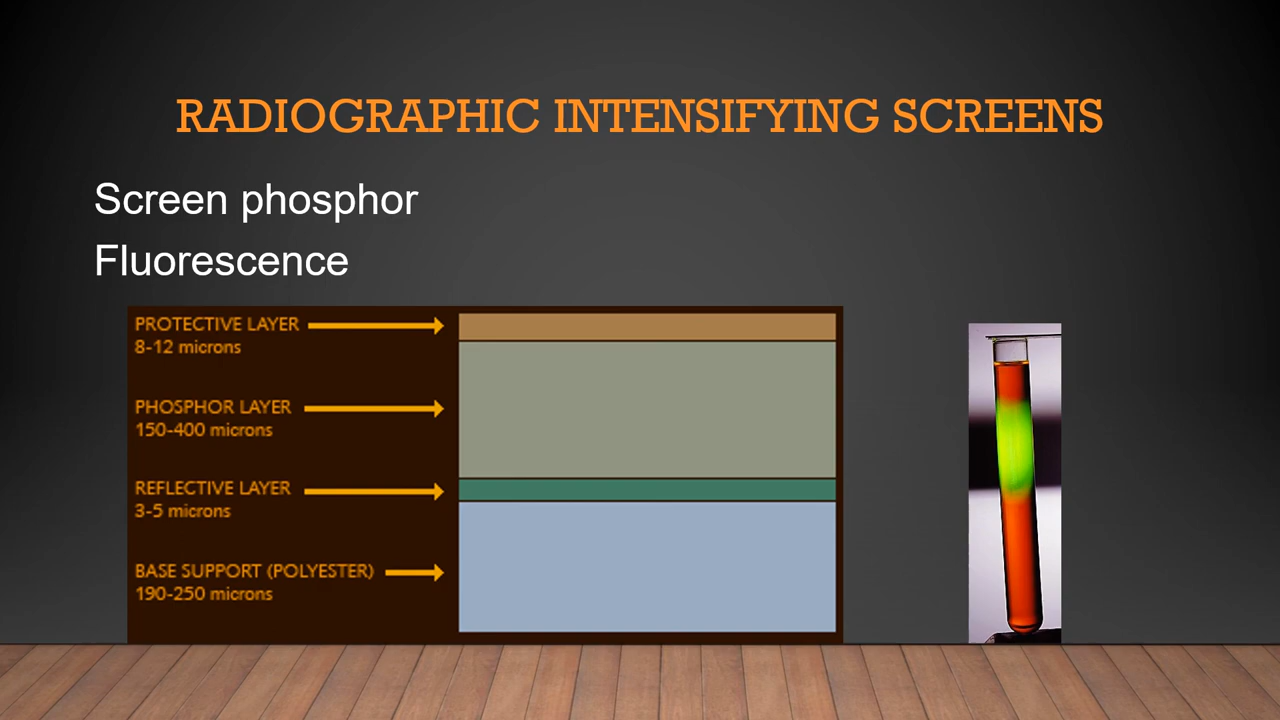 RADIOGRAPHIC INTENSIFYING SCREENS
Screen phosphor
Fluorescence
PROTECTIVE LAYER
8-12 microns
PHOSPHOR LAYER
150-400 microns
REFLECTIVE LAYER
3-5 microns
BASE SUPPORT (POLYESTER)
190-250 microns